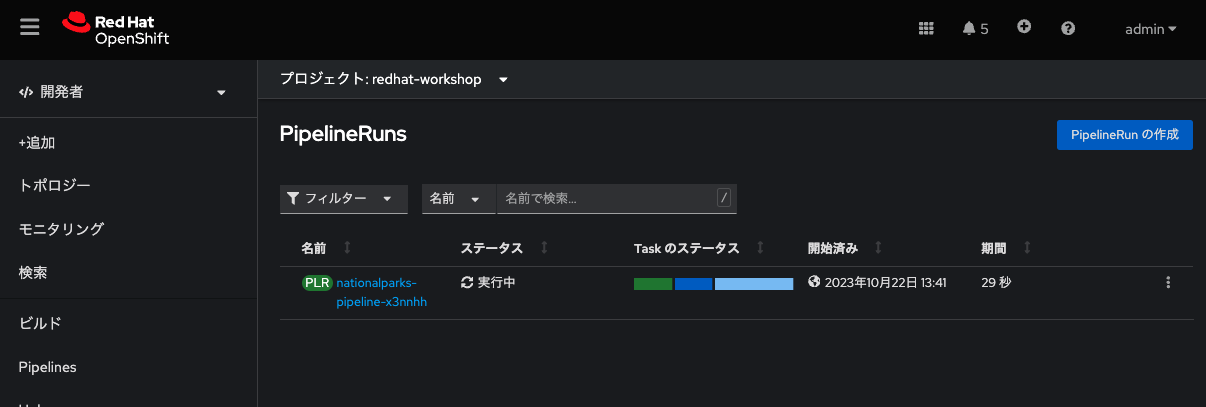 Red Hat
OpenShift
5
admin
開発者
プロジェクト: redhat-workshop
+追加
PipelineRuns
PipelineRun の作成
トポロジー
フィルター
名前
名前で検索...
/
モニタリング
名前 ステータス Task のステータス 開始済み 期間
検索
PLR nationalparks-
pipeline-x3nnhh
実行中
2023年10月22日 13:41
29 秒
ビルド
Pipelines